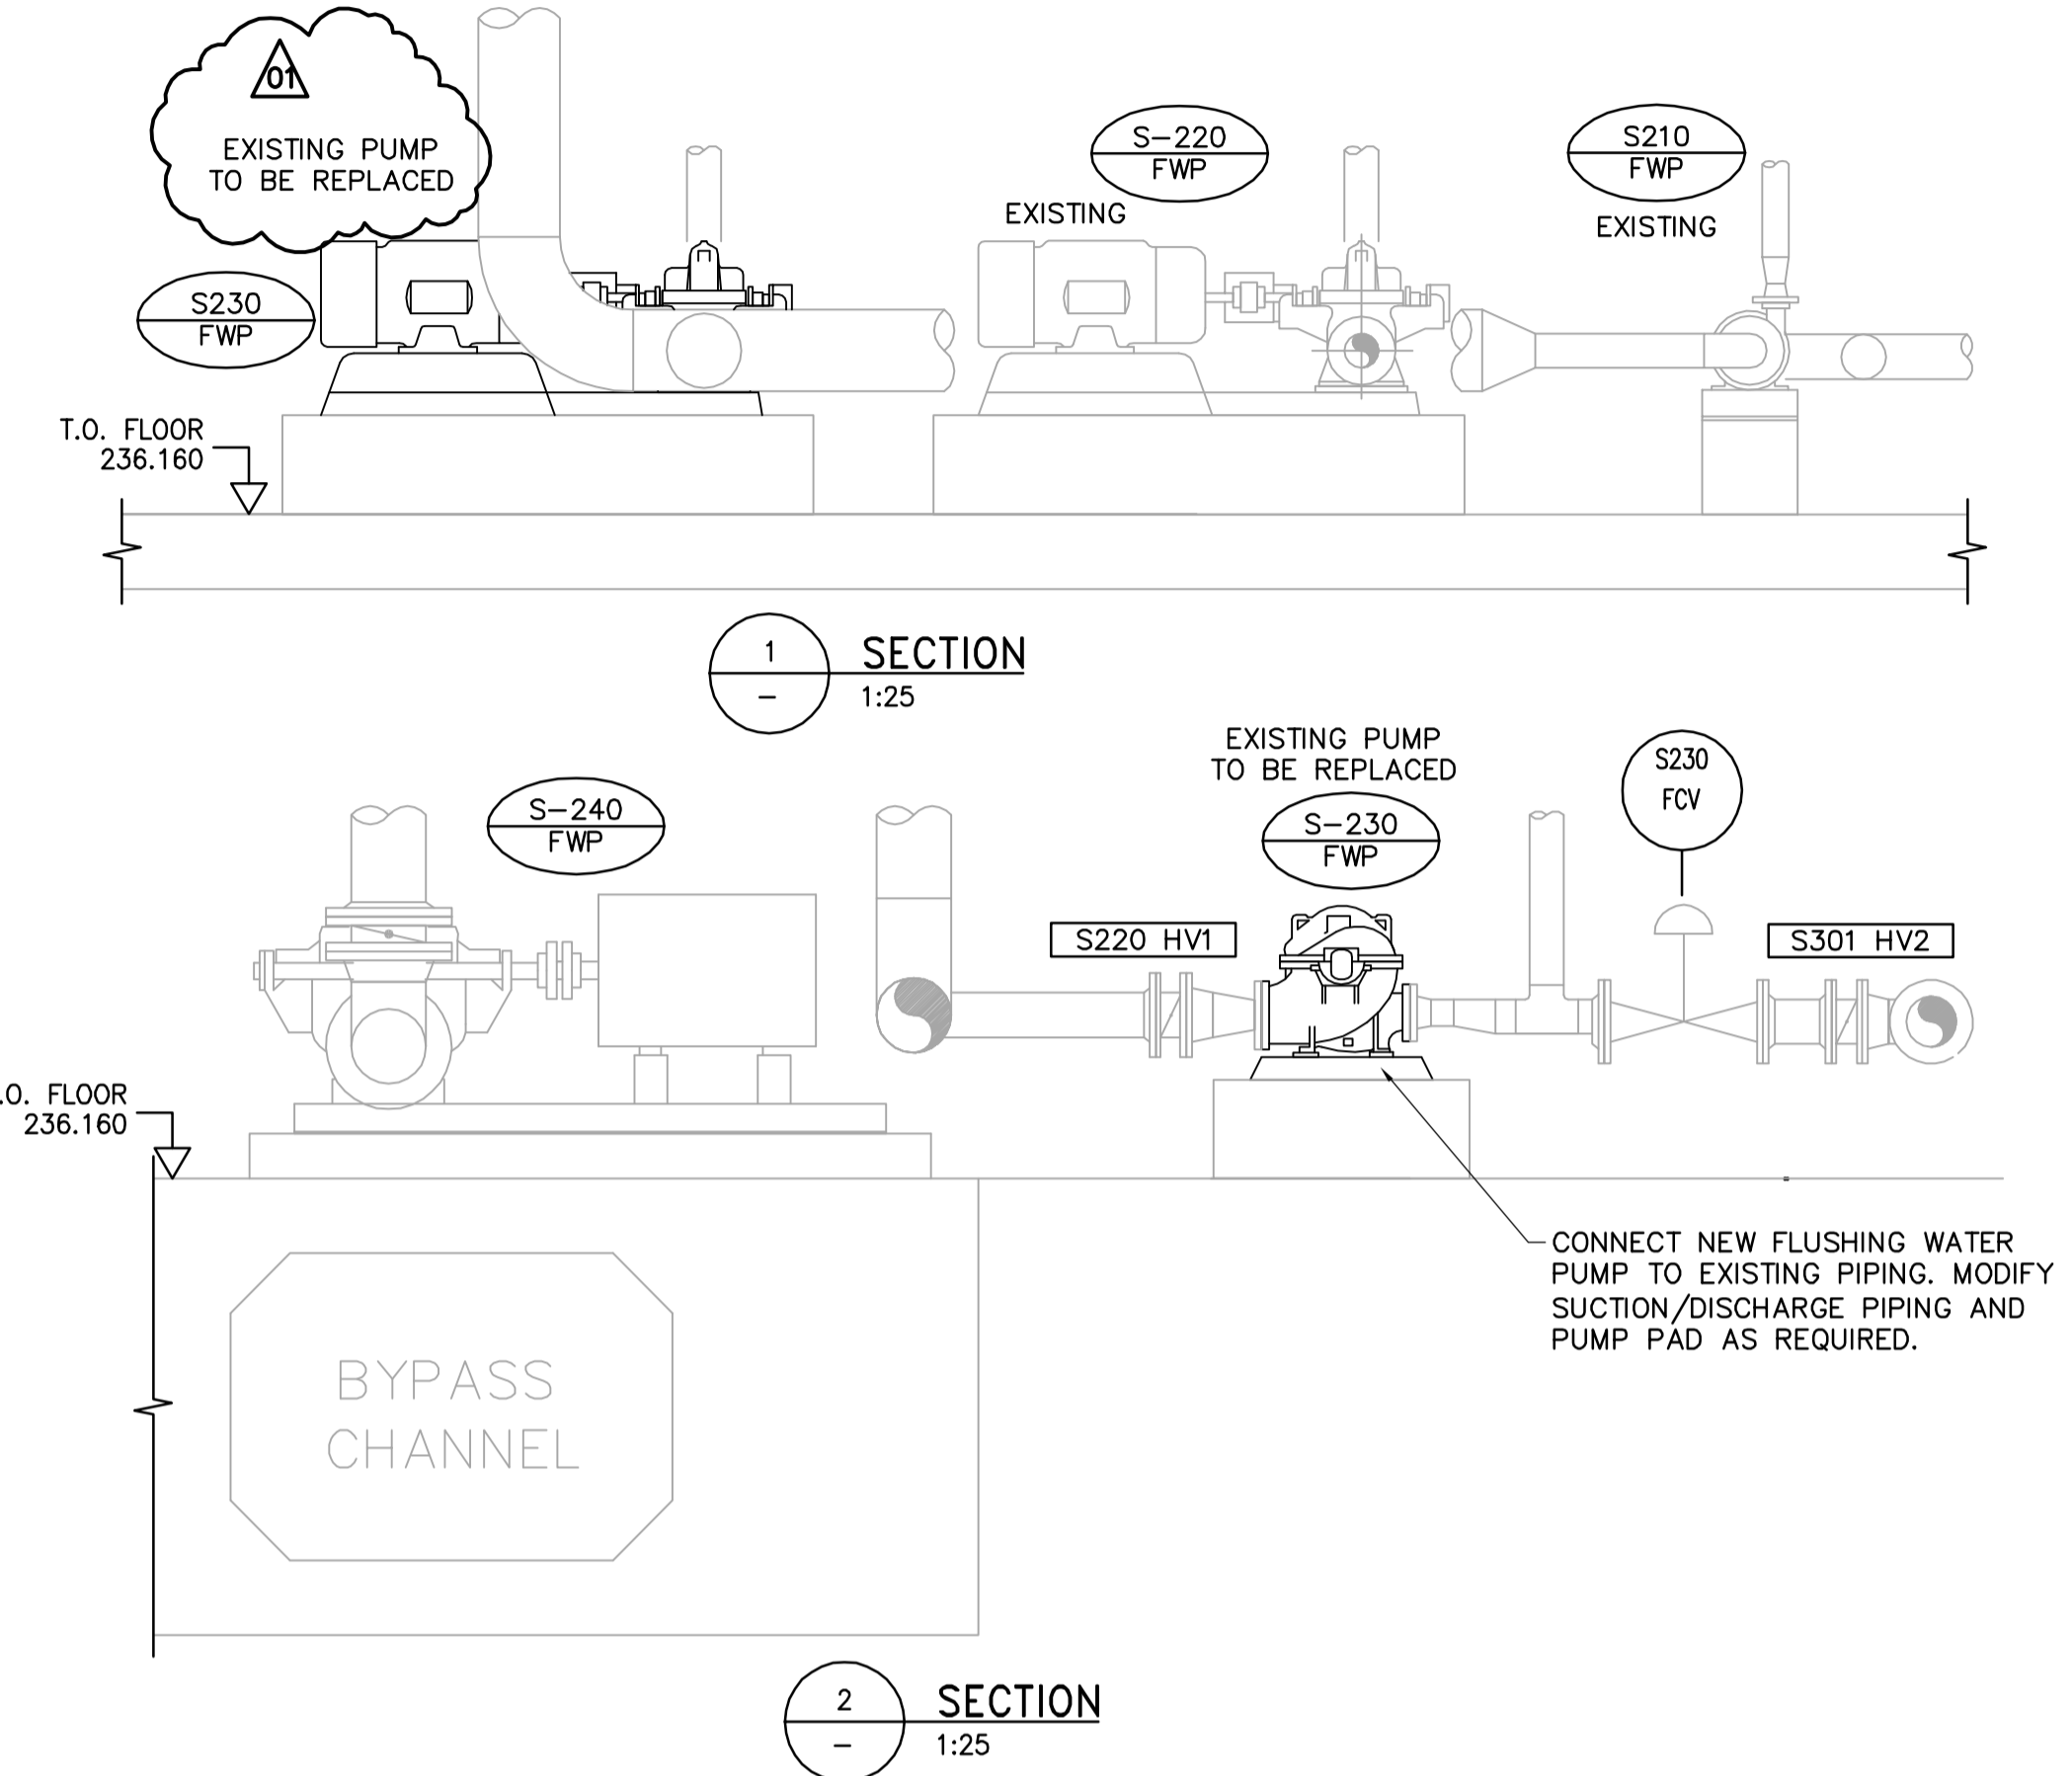 01
EXISTING PUMP
TO BE REPLACED
S-220
FWP
EXISTING
S210
FWP
EXISTING
S230
FWP
T.O. FLOOR
236.160
1
-
SECTION
1:25
EXISTING PUMP
TO BE REPLACED
S-240
FWP
S-230
FWP
S230
FCV
S220 HV1
S301 HV2
.O. FLOOR
236.160
CONNECT NEW FLUSHING WATER
PUMP TO EXISTING PIPING. MODIFY
SUCTION/DISCHARGE PIPING AND
PUMP PAD AS REQUIRED.
BYPASS
CHANNEL
2
-
SECTION
1:25